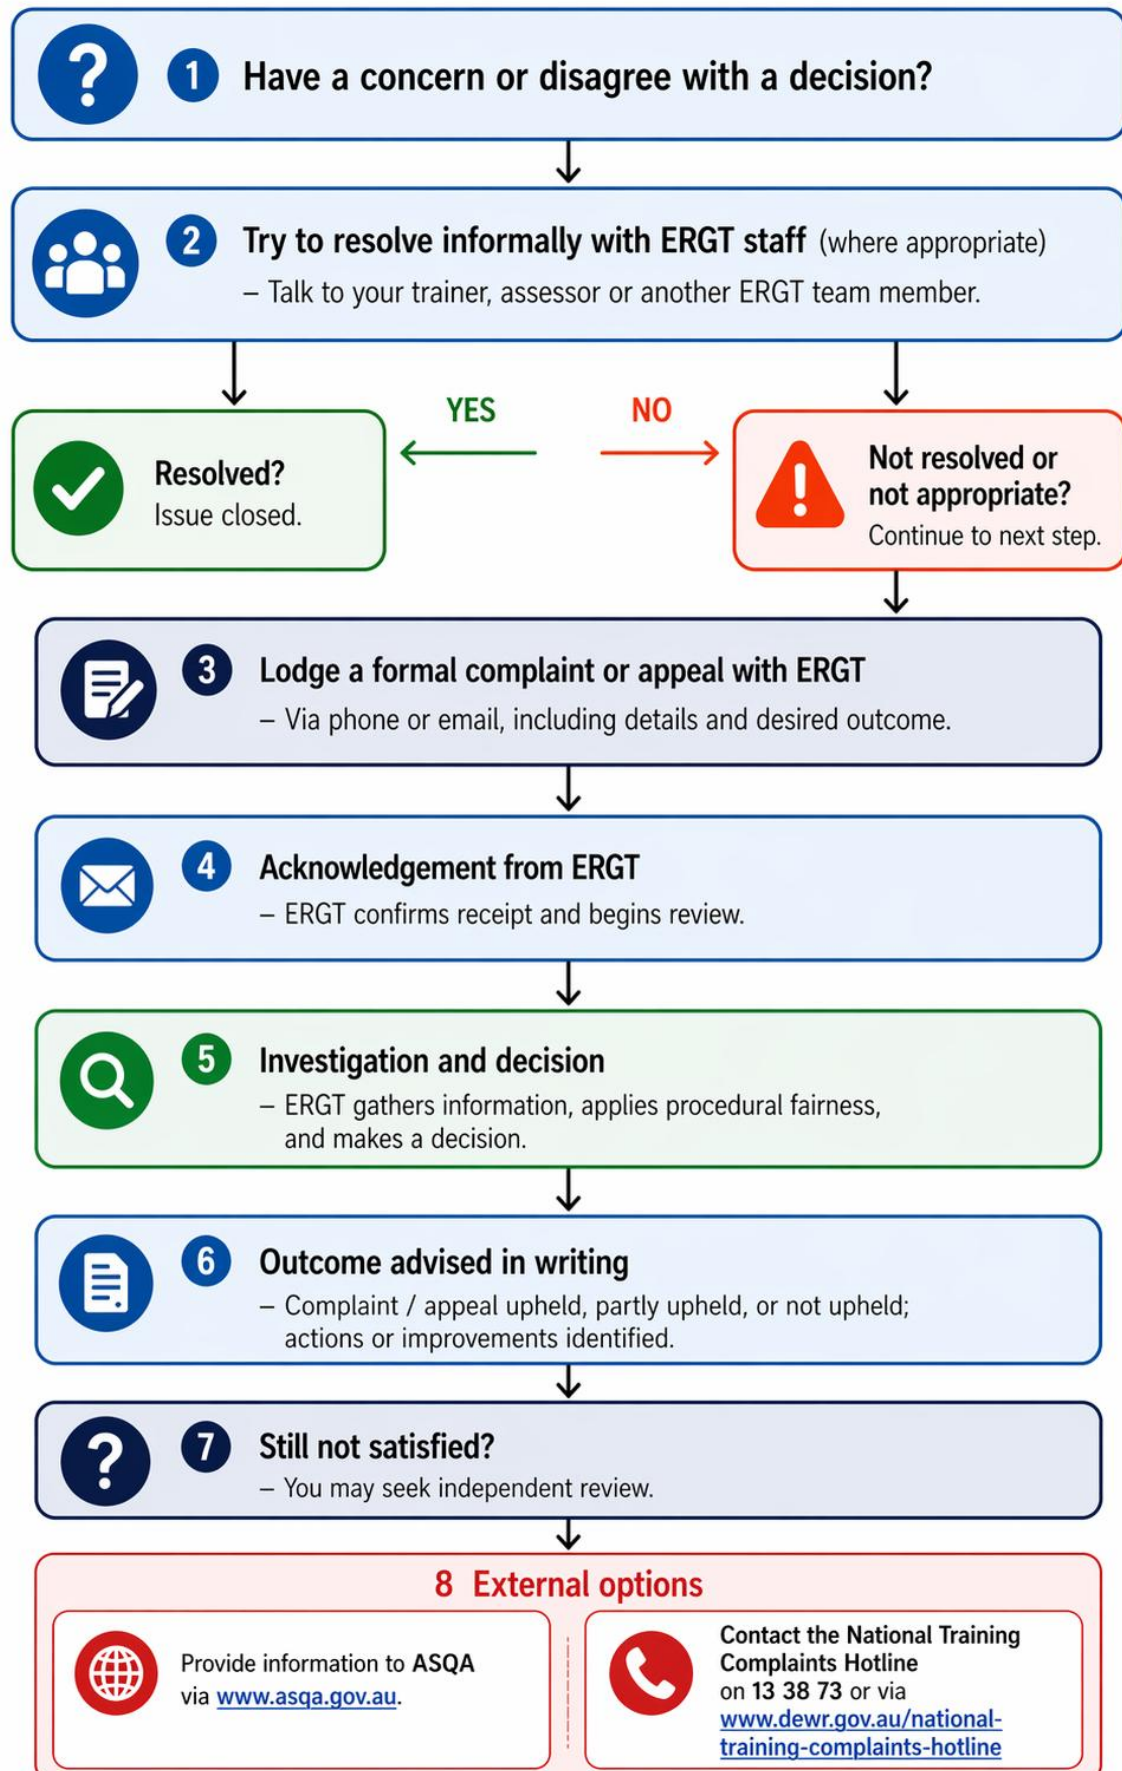 ? 1 Have a concern or disagree with a decision?
2 Try to resolve informally with ERGT staff (where appropriate)
– Talk to your trainer, assessor or another ERGT team member.
YES
NO
Resolved?
Issue closed.
Not resolved or
not appropriate?
Continue to next step.
3 Lodge a formal complaint or appeal with ERGT
– Via phone or email, including details and desired outcome.
4 Acknowledgement from ERGT
– ERGT confirms receipt and begins review.
5 Investigation and decision
– ERGT gathers information, applies procedural fairness,
and makes a decision.
6 Outcome advised in writing
– Complaint / appeal upheld, partly upheld, or not upheld;
actions or improvements identified.
? 7 Still not satisfied?
– You may seek independent review.
8 External options
Provide information to ASQA
via www.asqa.gov.au.
Contact the National Training
Complaints Hotline
on 13 38 73 or via
www.dewr.gov.au/national-
training-complaints-hotline